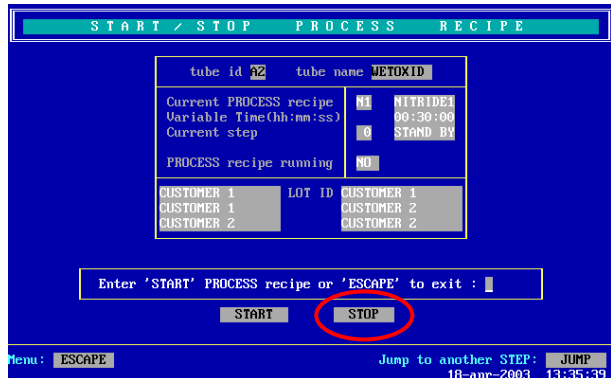 START / STOP PROCESS RECIPE
tube id A2 tube name WETOXID
Current PROCESS recipe N1 NITRIDE1
Variable Time(hh:mm:ss) 00:30:00
Current step 0 STAND BY
PROCESS recipe running NO
CUSTOMER 1 LOT ID CUSTOMER 1
CUSTOMER 1 CUSTOMER 2
CUSTOMER 2 CUSTOMER 2
Enter 'START' PROCESS recipe or 'ESCAPE' to exit :
START STOP
Menu: ESCAPE Jump to another STEP: JUMP
18-apr-2003 13:35:39